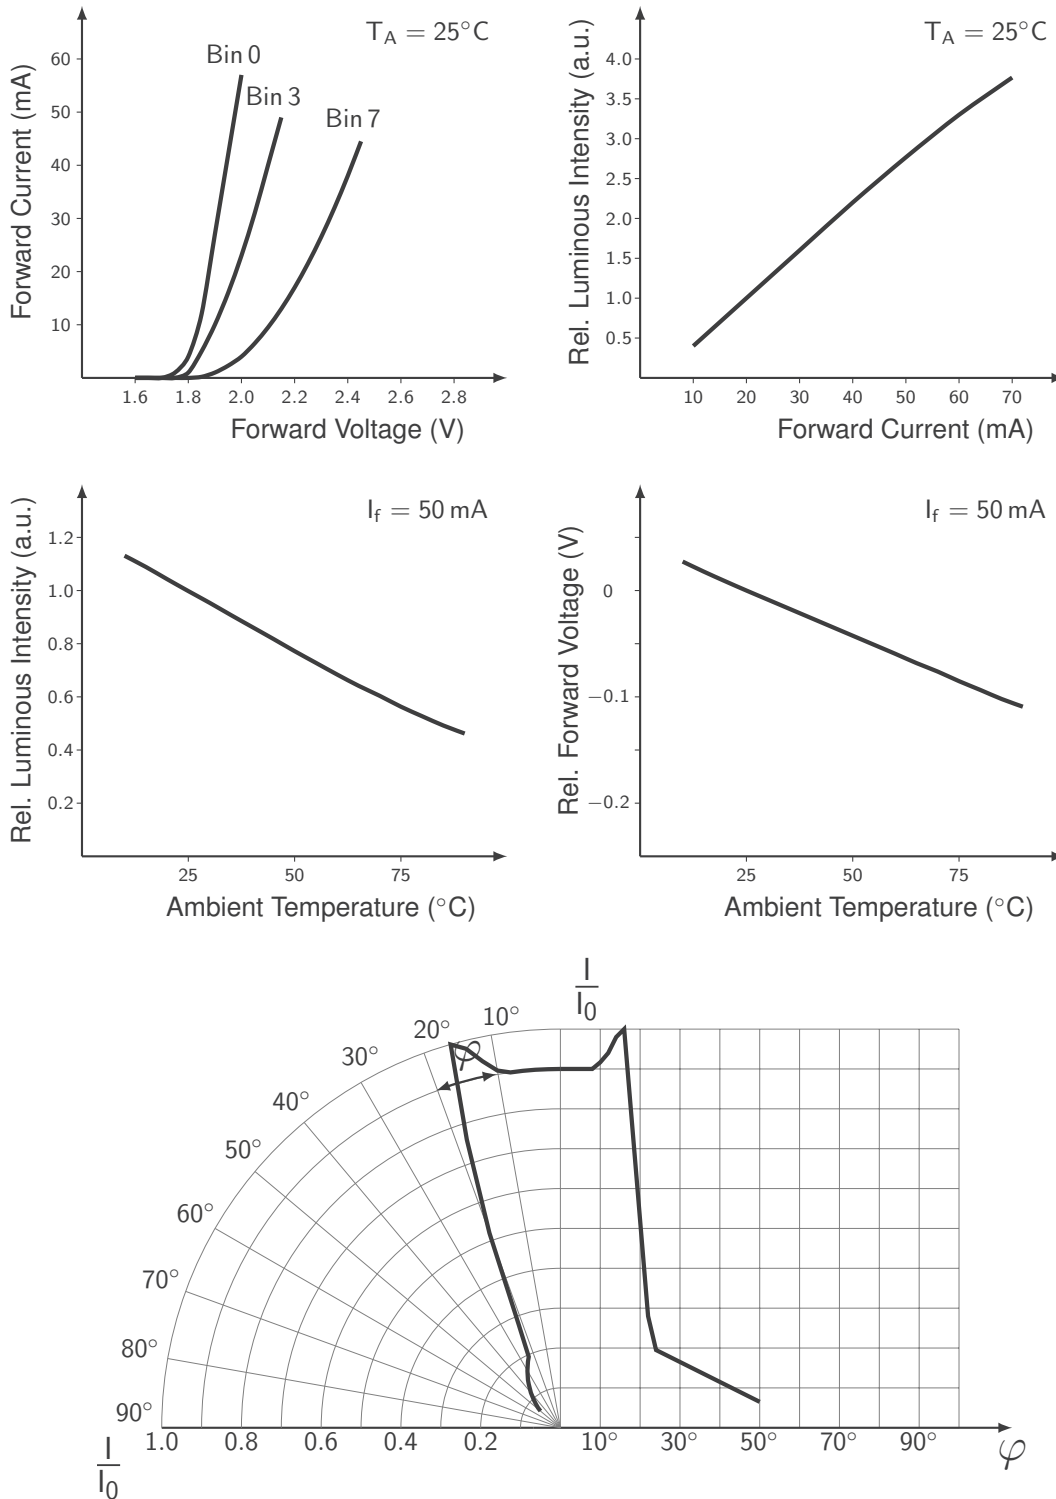 T_A = 25°C
Forward Current (mA)
60
50
40
30
20
10
Bin 0
Bin 3
Bin 7
1.6 1.8 2.0 2.2 2.4 2.6 2.8
Forward Voltage (V)
T_A = 25°C
Rel. Luminous Intensity (a.u.)
4.0
3.5
3.0
2.5
2.0
1.5
1.0
0.5
10 20 30 40 50 60 70
Forward Current (mA)
I_f = 50 mA
Rel. Luminous Intensity (a.u.)
1.2
1.0
0.8
0.6
0.4
0.2
25 50 75
Ambient Temperature (°C)
I_f = 50 mA
Rel. Forward Voltage (V)
0
−0.1
−0.2
25 50 75
Ambient Temperature (°C)
I
I_0
10°
20°
30°
40°
50°
60°
70°
80°
90°
φ
1.0 0.8 0.6 0.4 0.2 10° 30° 50° 70° 90° φ
I
I_0